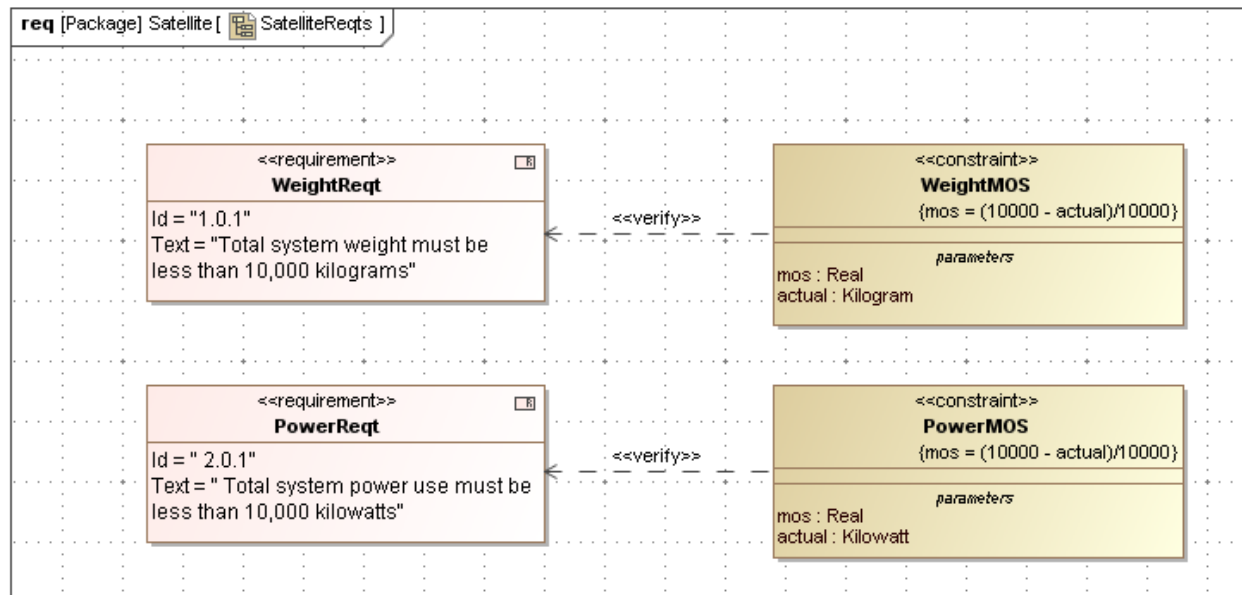 req [Package] Satellite [ SatelliteReqts ]
<<requirement>>
WeightReqt
Id = "1.0.1"
Text = "Total system weight must be
less than 10,000 kilograms"
<<verify>>
<<constraint>>
WeightMOS
{mos = (10000 - actual)/10000}
parameters
mos : Real
actual : Kilogram
<<requirement>>
PowerReqt
Id = " 2.0.1"
Text = " Total system power use must be
less than 10,000 kilowatts"
<<verify>>
<<constraint>>
PowerMOS
{mos = (10000 - actual)/10000}
parameters
mos : Real
actual : Kilowatt